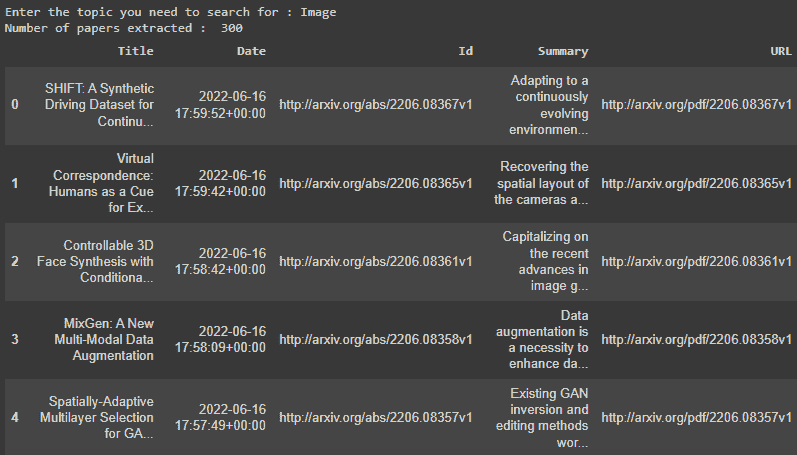 Enter the topic you need to search for : Image
Number of papers extracted :  300
Title Date Id Summary URL
0 SHIFT: A Synthetic Driving Dataset for Continu... 2022-06-16 17:59:52+00:00 http://arxiv.org/abs/2206.08367v1 Adapting to a continuously evolving environmen... http://arxiv.org/pdf/2206.08367v1
1 Virtual Correspondence: Humans as a Cue for Ex... 2022-06-16 17:59:42+00:00 http://arxiv.org/abs/2206.08365v1 Recovering the spatial layout of the cameras a... http://arxiv.org/pdf/2206.08365v1
2 Controllable 3D Face Synthesis with Conditiona... 2022-06-16 17:58:42+00:00 http://arxiv.org/abs/2206.08361v1 Capitalizing on the recent advances in image g... http://arxiv.org/pdf/2206.08361v1
3 MixGen: A New Multi-Modal Data Augmentation 2022-06-16 17:58:09+00:00 http://arxiv.org/abs/2206.08358v1 Data augmentation is a necessity to enhance da... http://arxiv.org/pdf/2206.08358v1
4 Spatially-Adaptive Multilayer Selection for GA... 2022-06-16 17:57:49+00:00 http://arxiv.org/abs/2206.08357v1 Existing GAN inversion and editing methods wor... http://arxiv.org/pdf/2206.08357v1